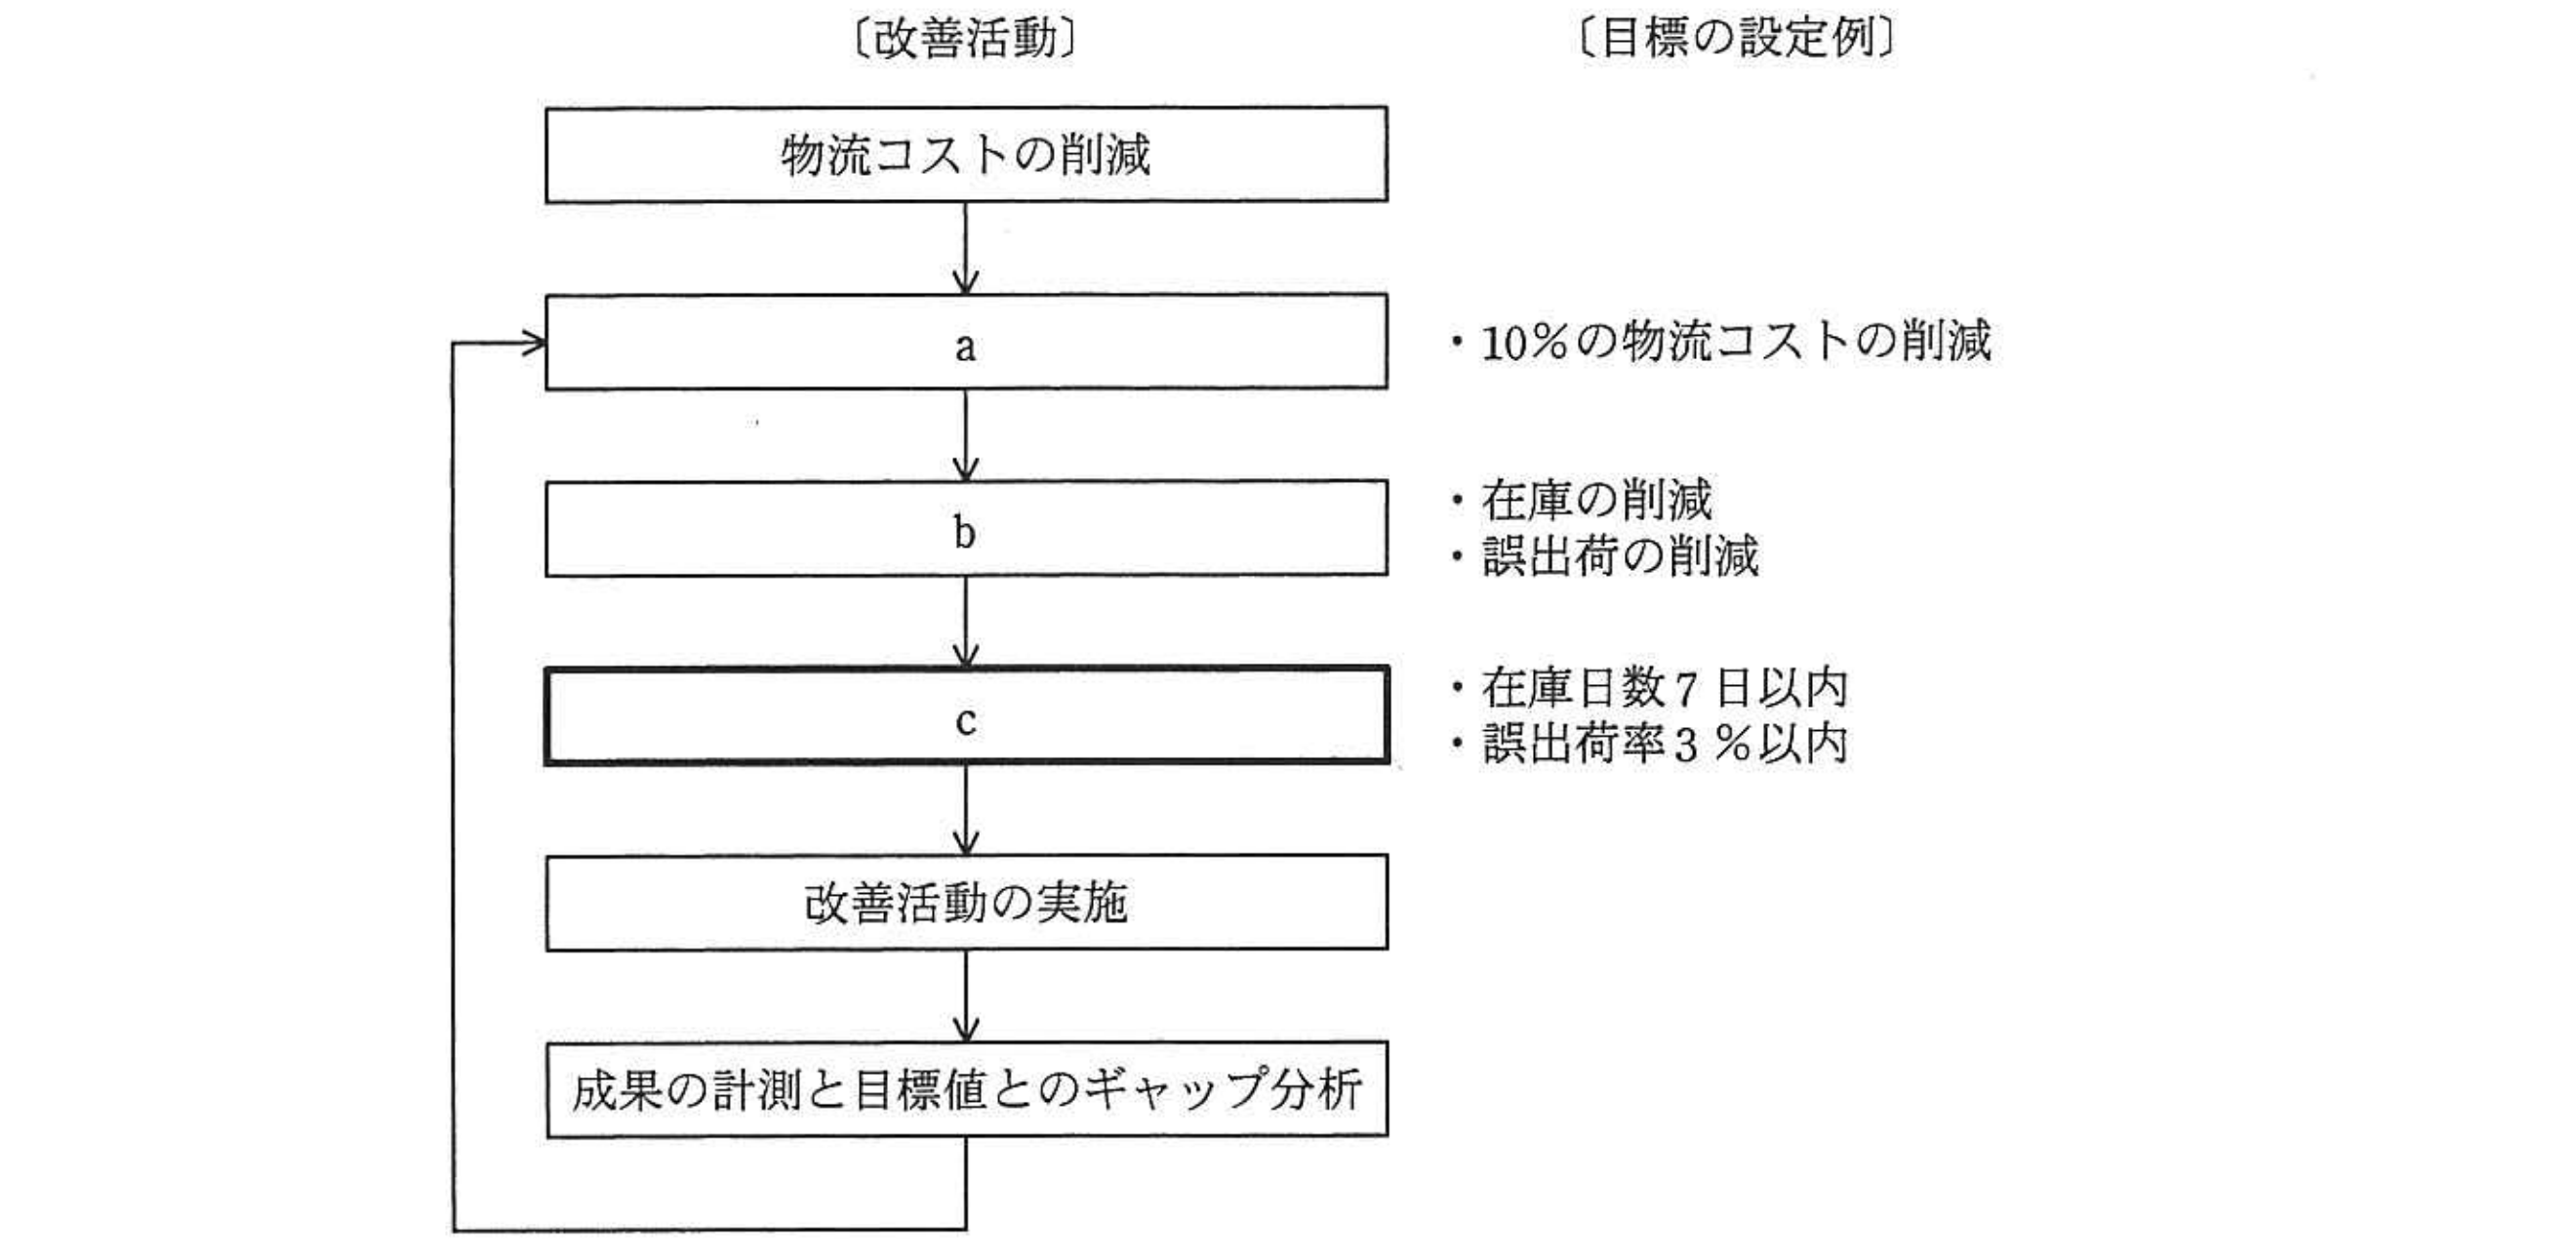 〔改善活動〕
〔目標の設定例〕
物流コストの削減
a
・10％の物流コストの削減
b
・在庫の削減
・誤出荷の削減
c
・在庫日数7日以内
・誤出荷率3％以内
改善活動の実施
成果の計測と目標値とのギャップ分析